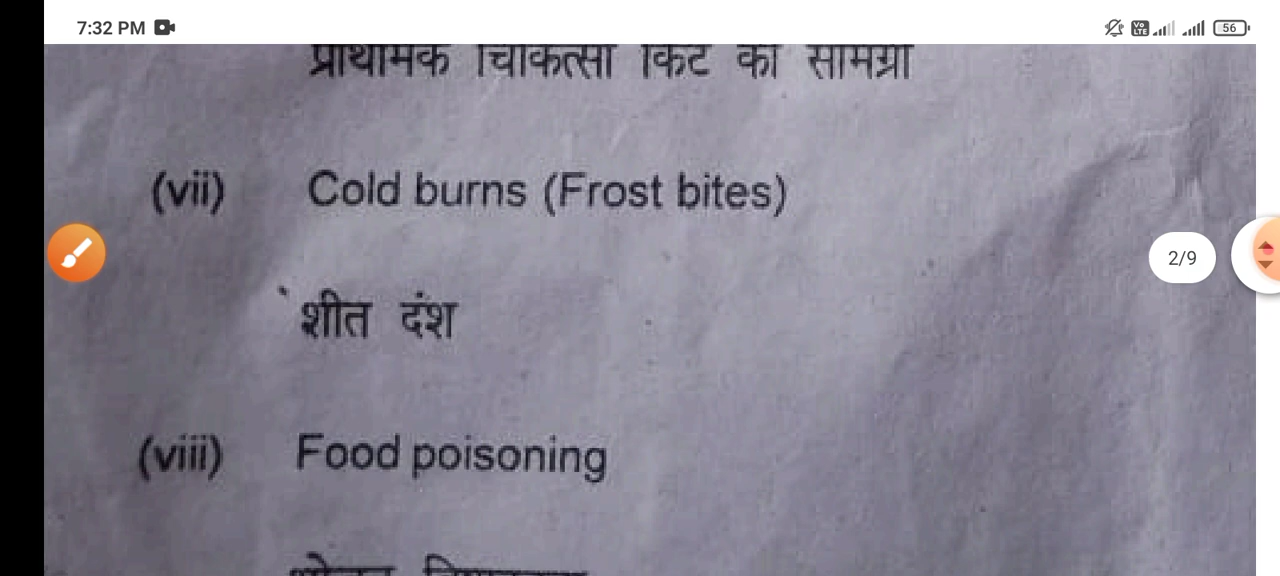 7:32 PM
56
प्राथमिक चिकित्सा किट की सामग्री
(vii) Cold burns (Frost bites)
2/9
शीत दंश
(viii) Food poisoning